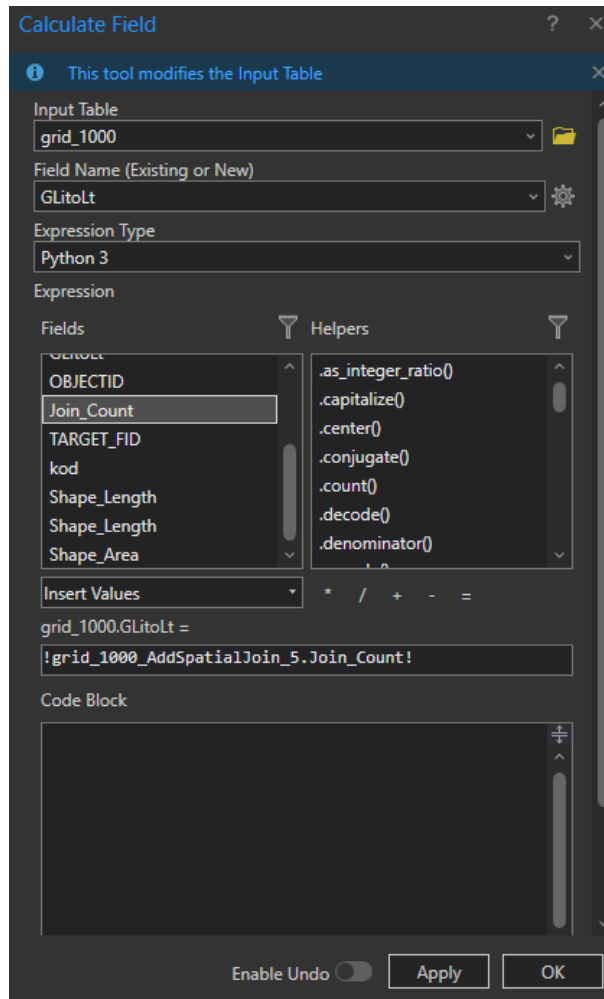 Calculate Field ?
This tool modifies the Input Table
Input Table
grid_1000
Field Name (Existing or New)
GLitoLt
Expression Type
Python 3
Expression
Fields
GLitoLt
OBJECTID
Join_Count
TARGET_FID
kod
Shape_Length
Shape_Length
Shape_Area
Helpers
.as_integer_ratio()
.capitalize()
.center()
.conjugate()
.count()
.decode()
.denominator()
Insert Values
* / + - =
grid_1000.GLitoLt =
!grid_1000_AddSpatialJoin_5.Join_Count!
Code Block
Enable Undo
Apply
OK